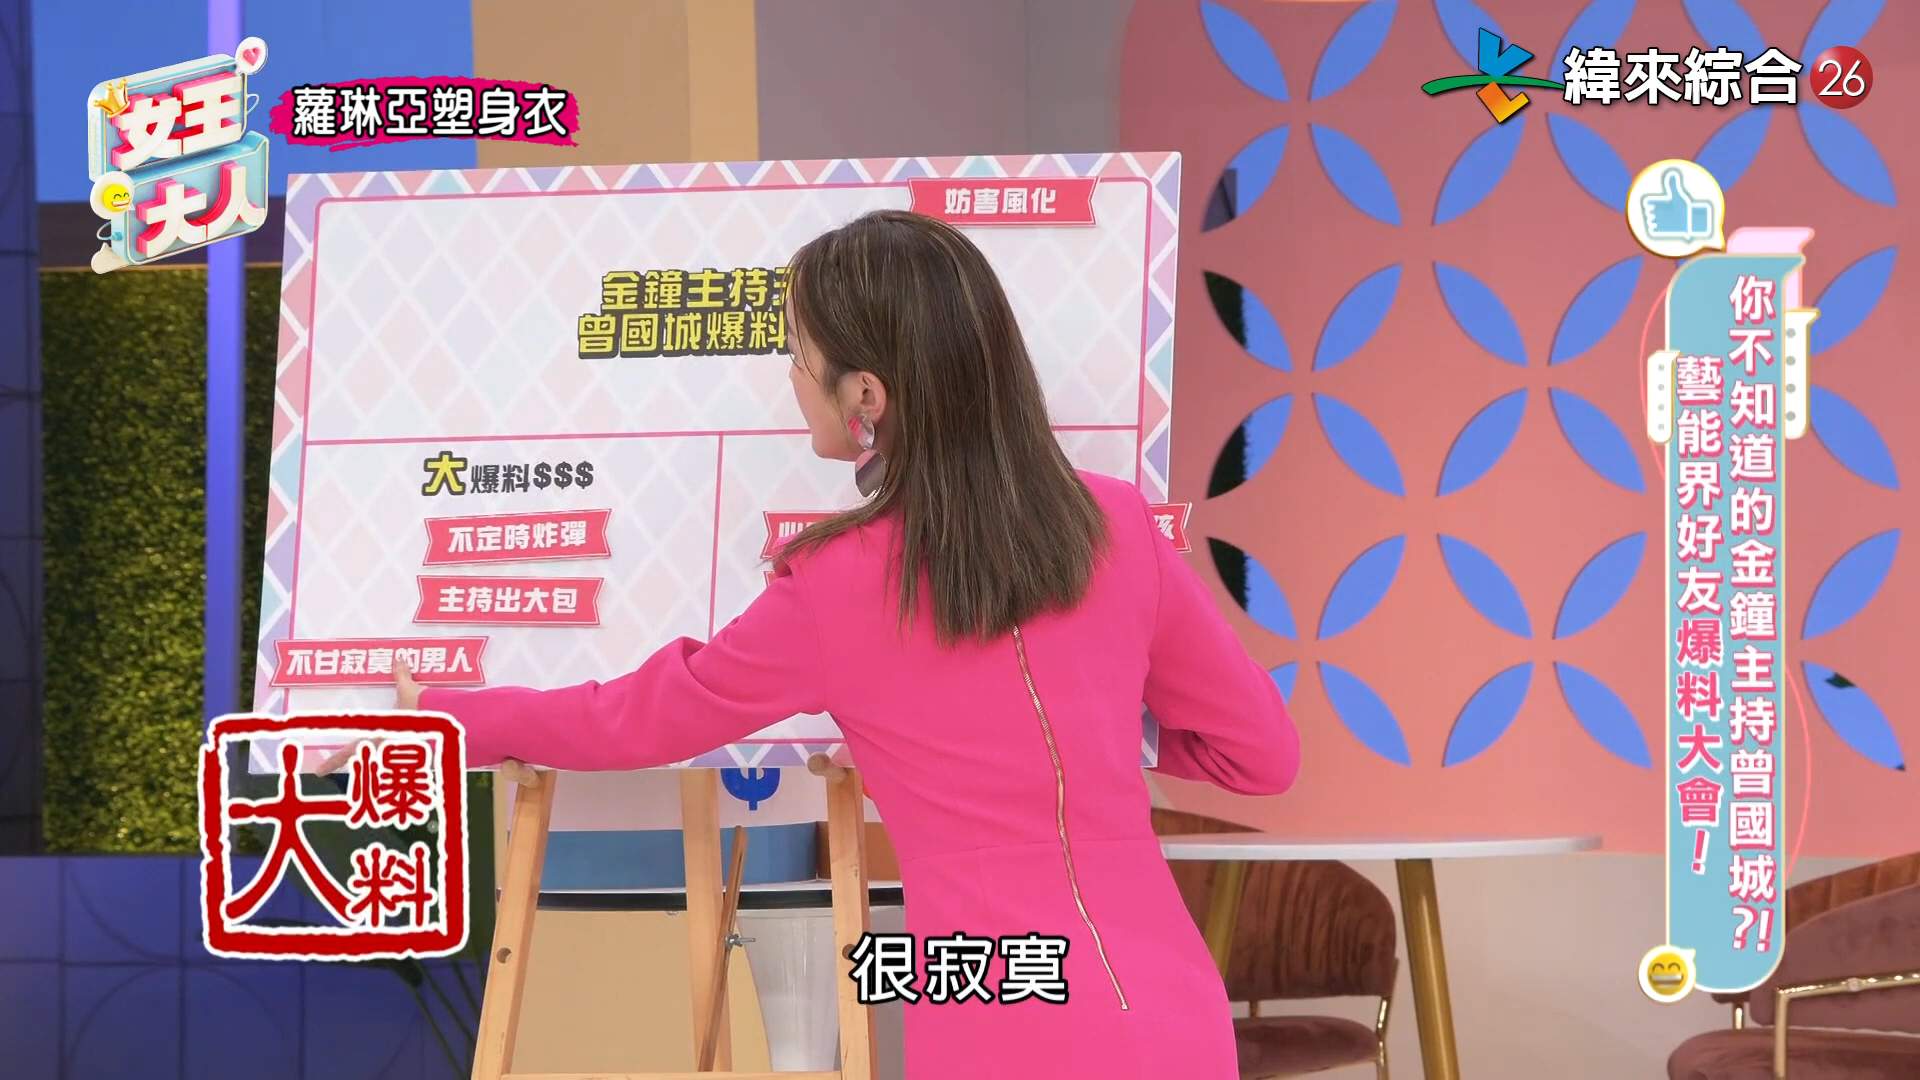 女王
大人
蘿琳亞塑身衣
緯來綜合 26
妨害風化
金鐘主持
曾國城爆料
大爆料$$$
不定時炸彈
主持出大包
不甘寂寞的男人
孩
大爆料
你不知道的金鐘主持曾國城?!
藝能界好友爆料大會!
很寂寞